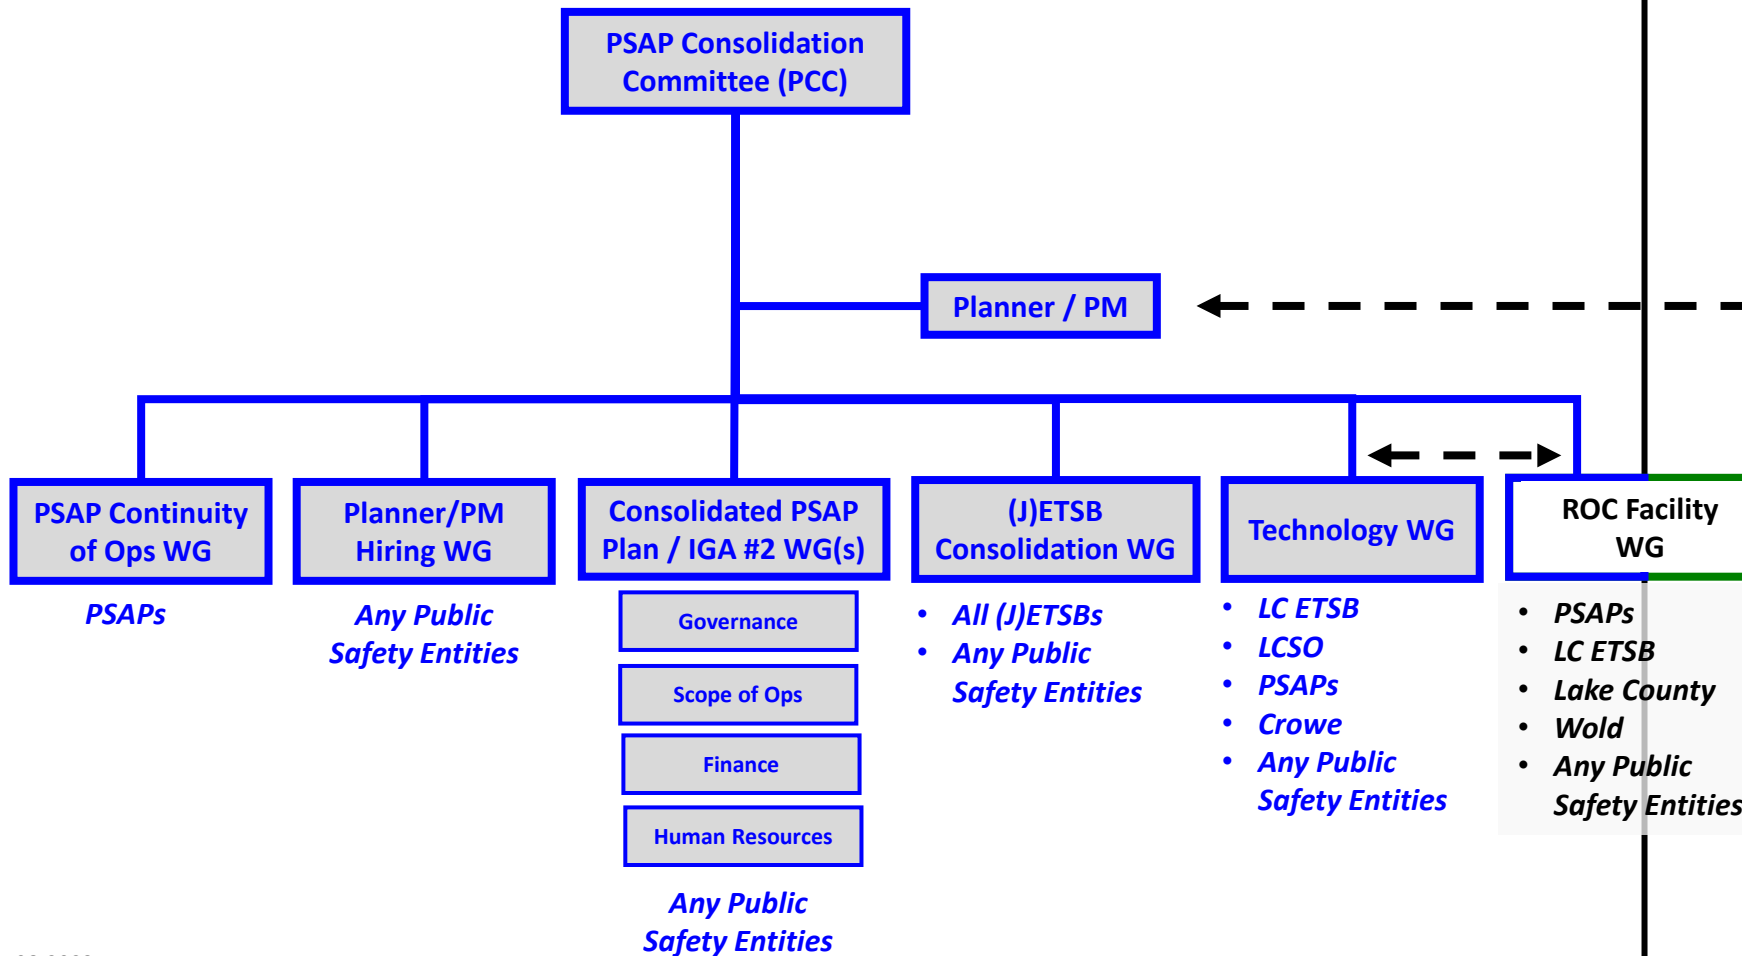 PSAP Consolidation
Committee (PCC)
Planner / PM
PSAP Continuity
of Ops WG
PSAPs
Planner/PM
Hiring WG
Any Public
Safety Entities
Consolidated PSAP
Plan / IGA #2 WG(s)
Governance
Scope of Ops
Finance
Human Resources
Any Public
Safety Entities
(J)ETSB
Consolidation WG
• All (J)ETSBs
• Any Public
Safety Entities
Technology WG
• LC ETSB
• LCSO
• PSAPs
• Crowe
• Any Public
Safety Entities
ROC Facility
WG
• PSAPs
• LC ETSB
• Lake County
• Wold
• Any Public
Safety Entities